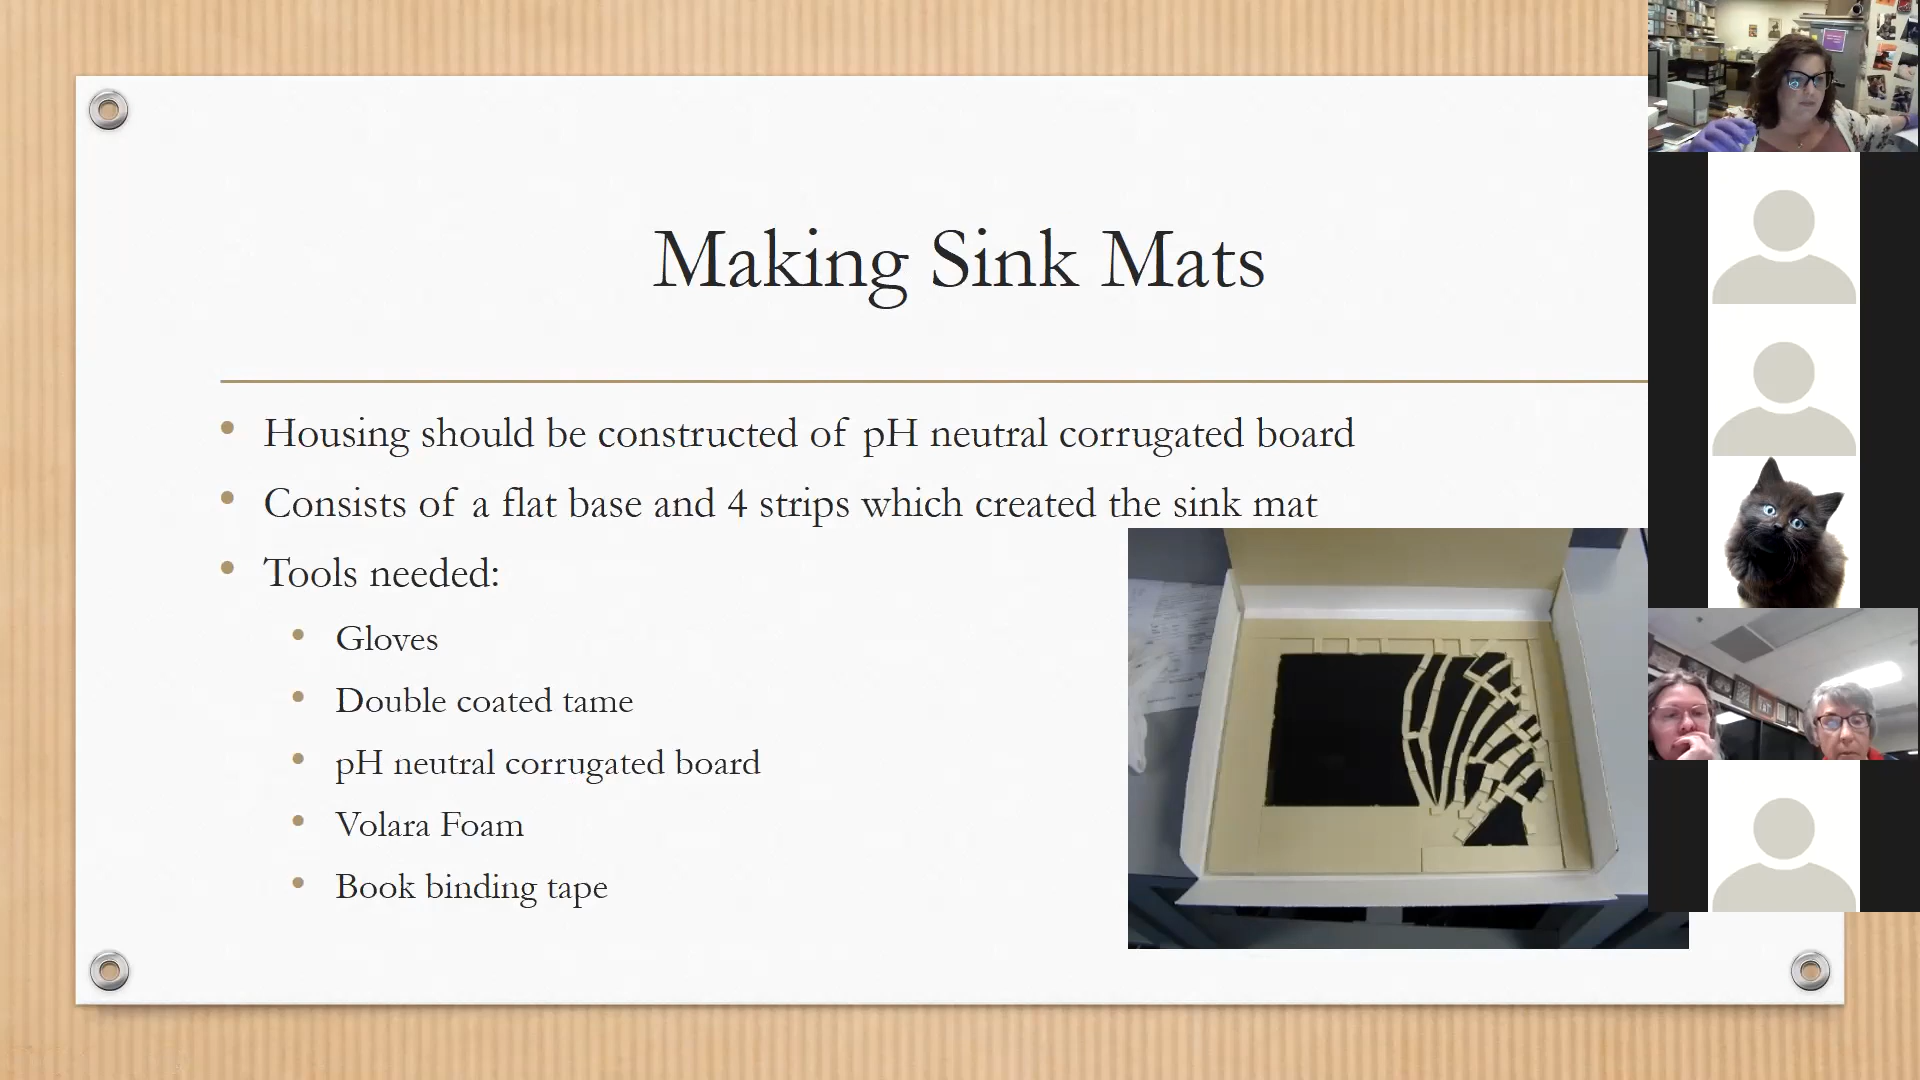 Making Sink Mats
Housing should be constructed of pH neutral corrugated board
Consists of a flat base and 4 strips which created the sink mat
Tools needed:
Gloves
Double coated tame
pH neutral corrugated board
Volara Foam
Book binding tape